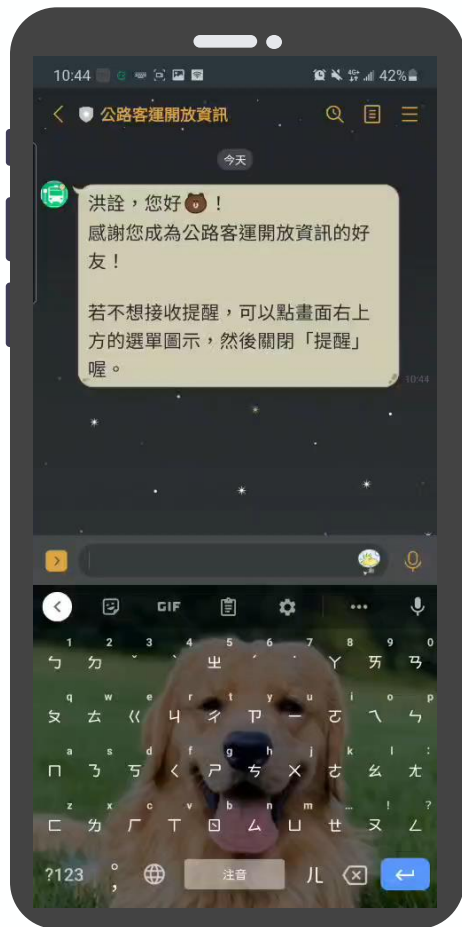 10:44
4G+
42%
公路客運開放資訊
今天
洪詮，您好！
感謝您成為公路客運開放資訊的好
友！
若不想接收提醒，可以點畫面右上
方的選單圖示，然後關閉「提醒」
喔。
10:44
GIF
1 2 3 4 5 6 7 8 9 0
ㄅ ㄉ ˇ ˋ ㄓ ˊ ˙ ㄚ ㄞ ㄢ
q w e r t y u i o p
ㄆ ㄊ ㄍ ㄐ ㄔ ㄗ ㄧ ㄛ ㄟ ㄣ
a s d f g h j k l :
ㄇ ㄋ ㄎ ㄑ ㄕ ㄘ ㄨ ㄜ ㄠ ㄤ
z x c v b n m … ! ?
ㄈ ㄌ ㄏ ㄒ ㄖ ㄙ ㄩ ㄝ ㄡ ㄥ
?123 °, 注音 ㄦ